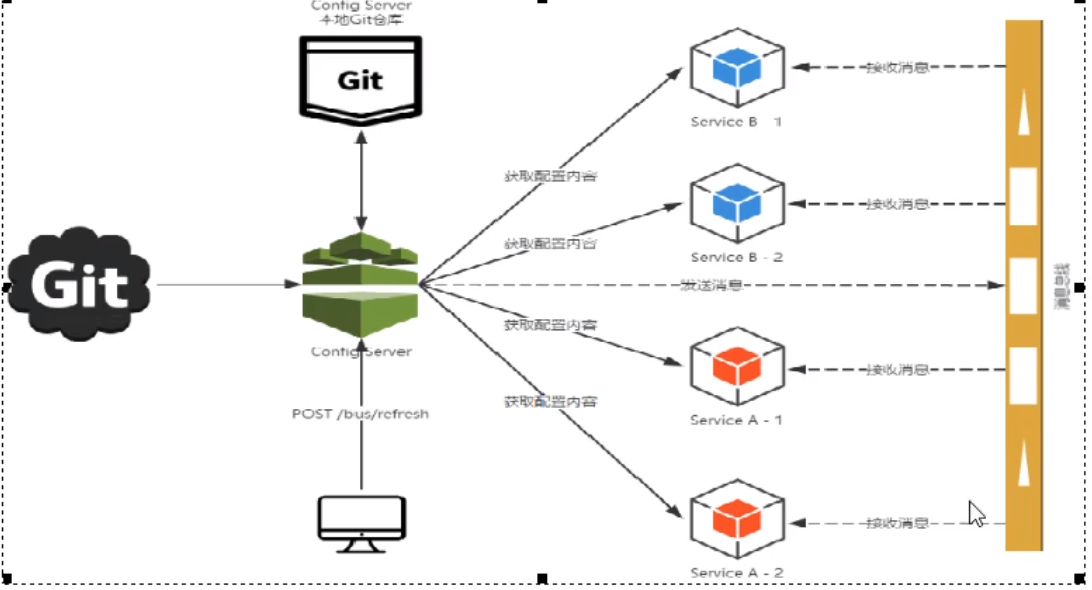 Config Server
本地Git仓库
Git
Service B - 1
接收消息
获取配置内容
Service B - 2
接收消息
获取配置内容
Git
发送消息
消息总线
Config Server
获取配置内容
接收消息
Service A - 1
获取配置内容
POST /bus/refresh
接收消息
Service A - 2